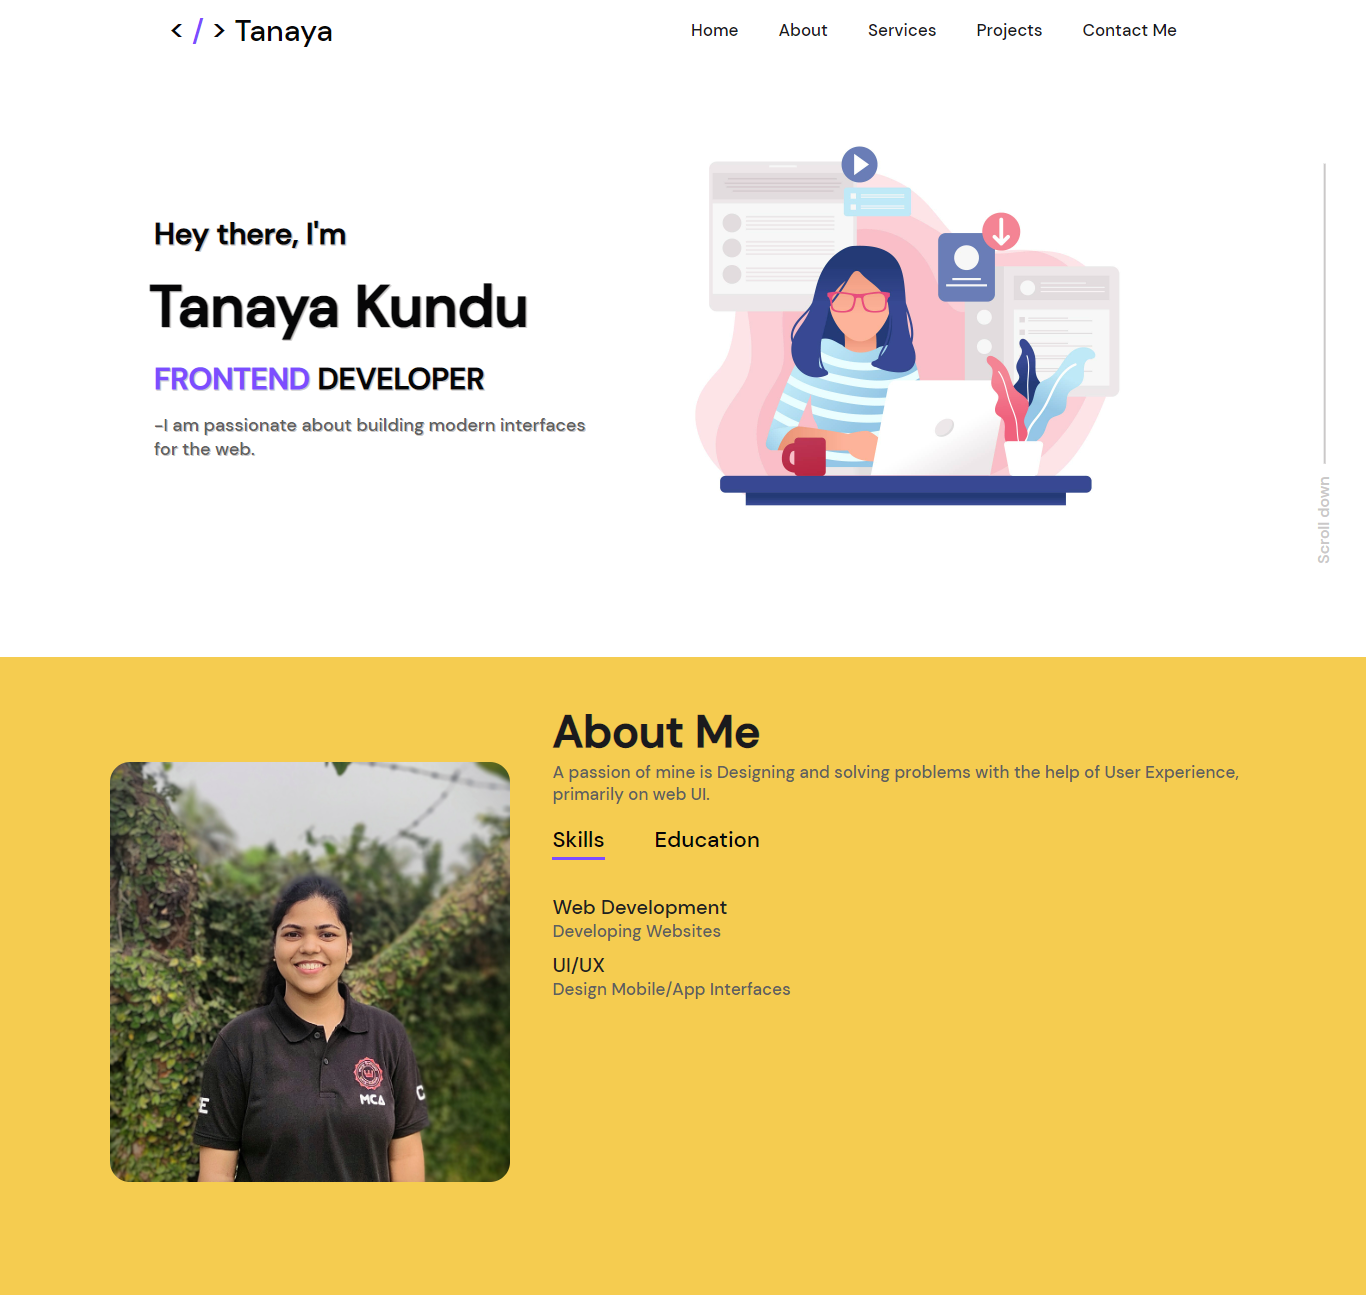 < / > Tanaya
Home About Services Projects Contact Me
Hey there, I'm
Tanaya Kundu
FRONTEND DEVELOPER
-I am passionate about building modern interfaces
for the web.
Scroll down
About Me
A passion of mine is Designing and solving problems with the help of User Experience,
primarily on web UI.
Skills Education
Web Development
Developing Websites
UI/UX
Design Mobile/App Interfaces
MCA
E
C